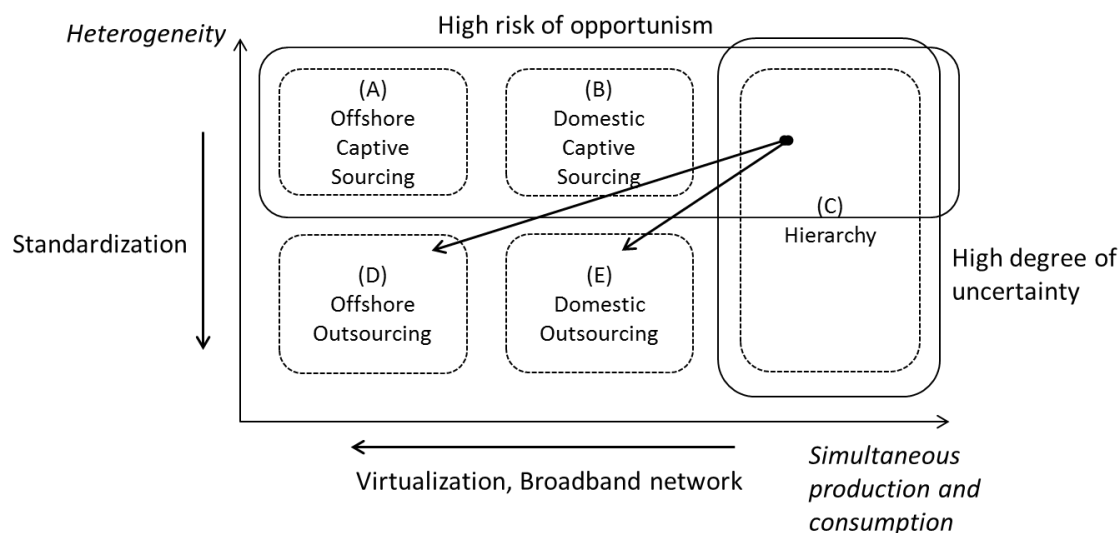 Heterogeneity
High risk of opportunism
(A)
Offshore
Captive
Sourcing
(B)
Domestic
Captive
Sourcing
(C)
Hierarchy
Standardization
(D)
Offshore
Outsourcing
(E)
Domestic
Outsourcing
High degree of
uncertainty
Virtualization, Broadband network
Simultaneous
production and
consumption